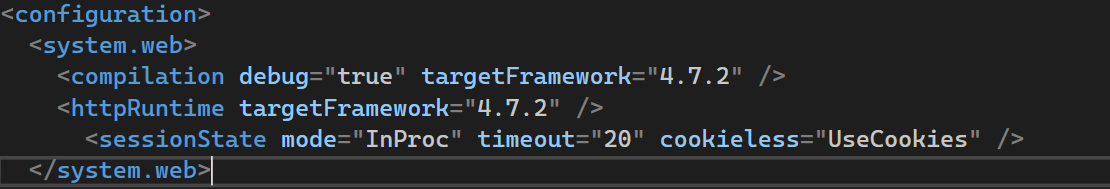 <configuration>
  <system.web>
    <compilation debug="true" targetFramework="4.7.2" />
    <httpRuntime targetFramework="4.7.2" />
      <sessionState mode="InProc" timeout="20" cookieless="UseCookies" />
  </system.web>